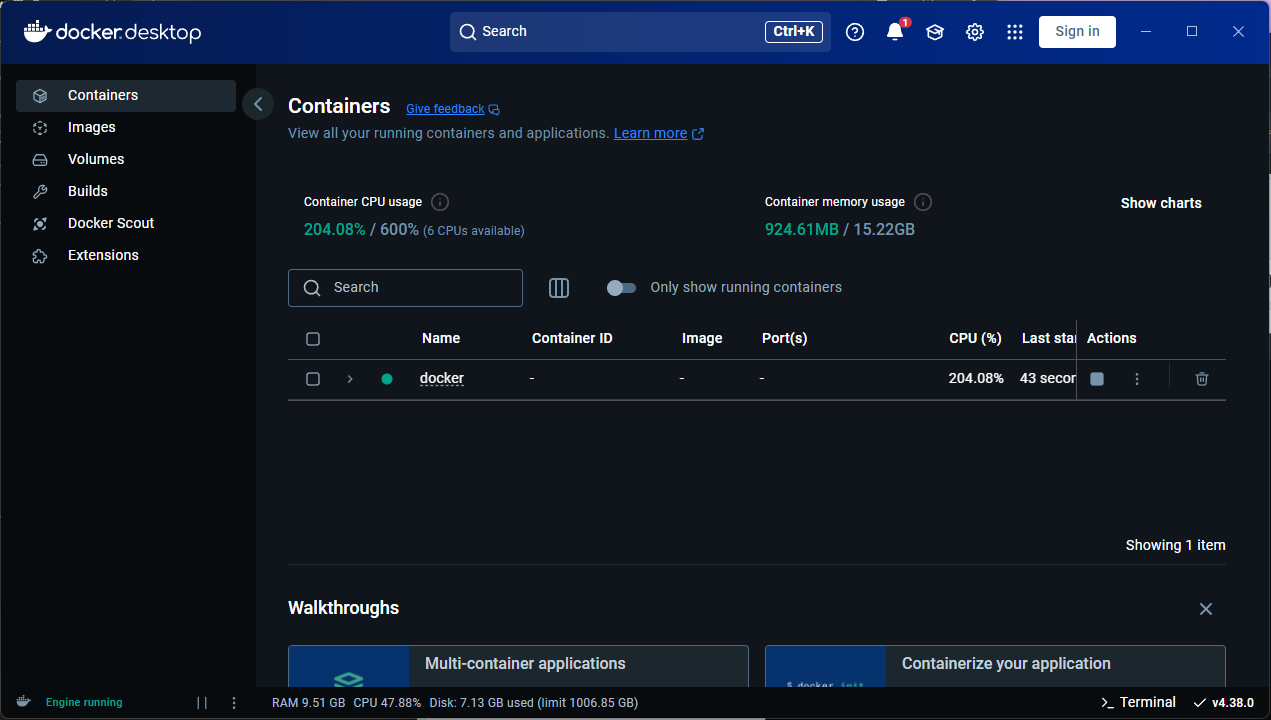 docker.desktop
Search Ctrl+K 1 Sign in
Containers
Images
Volumes
Builds
Docker Scout
Extensions
Containers Give feedback
View all your running containers and applications. Learn more
Container CPU usage
204.08% / 600% (6 CPUs available)
Container memory usage
924.61MB / 15.22GB
Show charts
Search
Only show running containers
Name Container ID Image Port(s) CPU (%) Last star Actions
docker - - - 204.08% 43 secon
Showing 1 item
Walkthroughs
Multi-container applications
Containerize your application
$ docker init
Engine running
RAM 9.51 GB CPU 47.88% Disk: 7.13 GB used (limit 1006.85 GB)
Terminal
v4.38.0